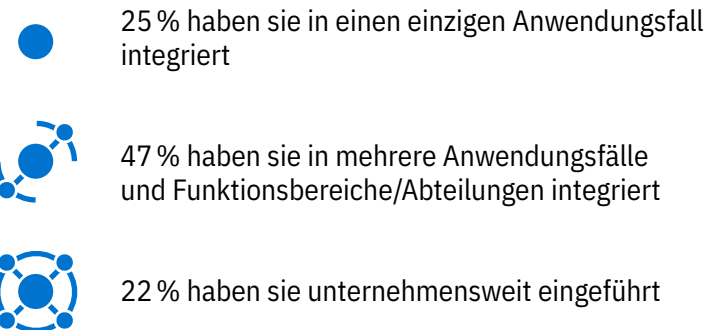 25 % haben sie in einen einzigen Anwendungsfall
integriert
47 % haben sie in mehrere Anwendungsfälle
und Funktionsbereiche/Abteilungen integriert
22 % haben sie unternehmensweit eingeführt